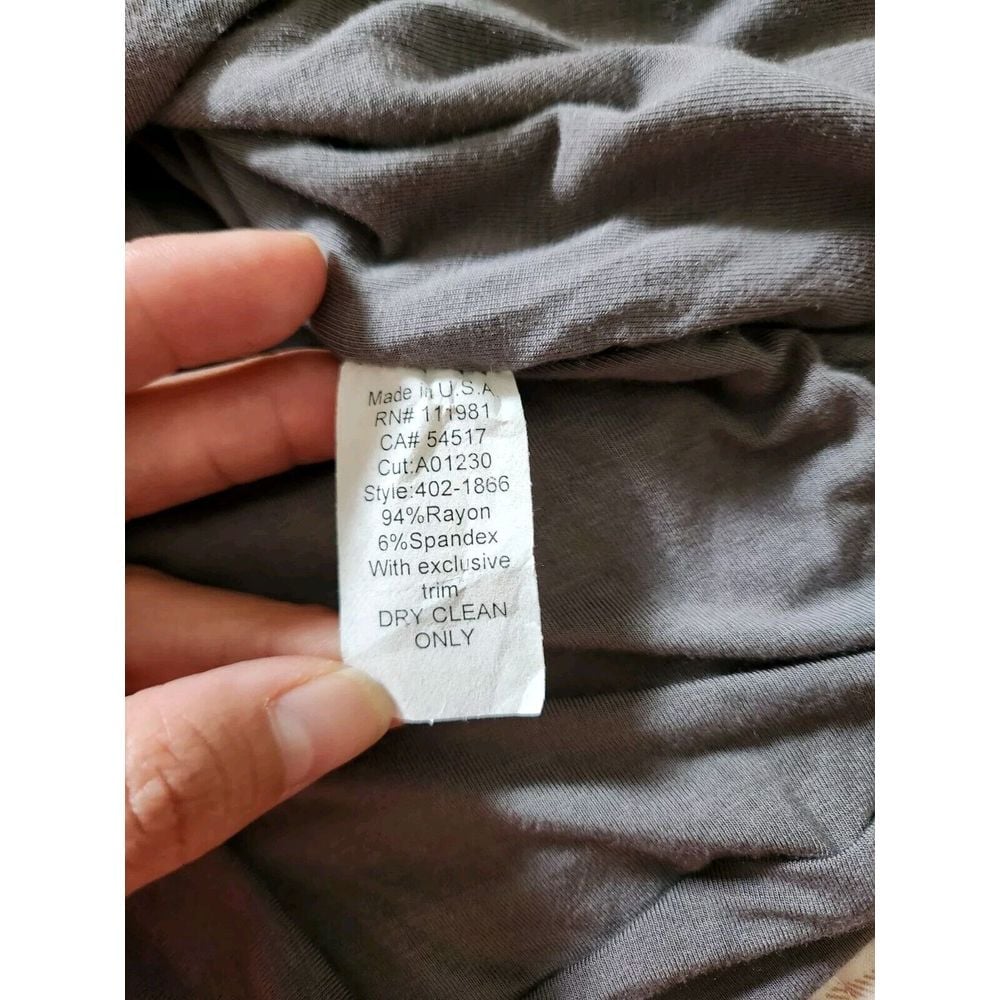 Made in U.S.A.
RN# 111981
CA# 54517
Cut:A01230
Style:402-1866
94%Rayon
6%Spandex
With exclusive
trim
DRY CLEAN
ONLY